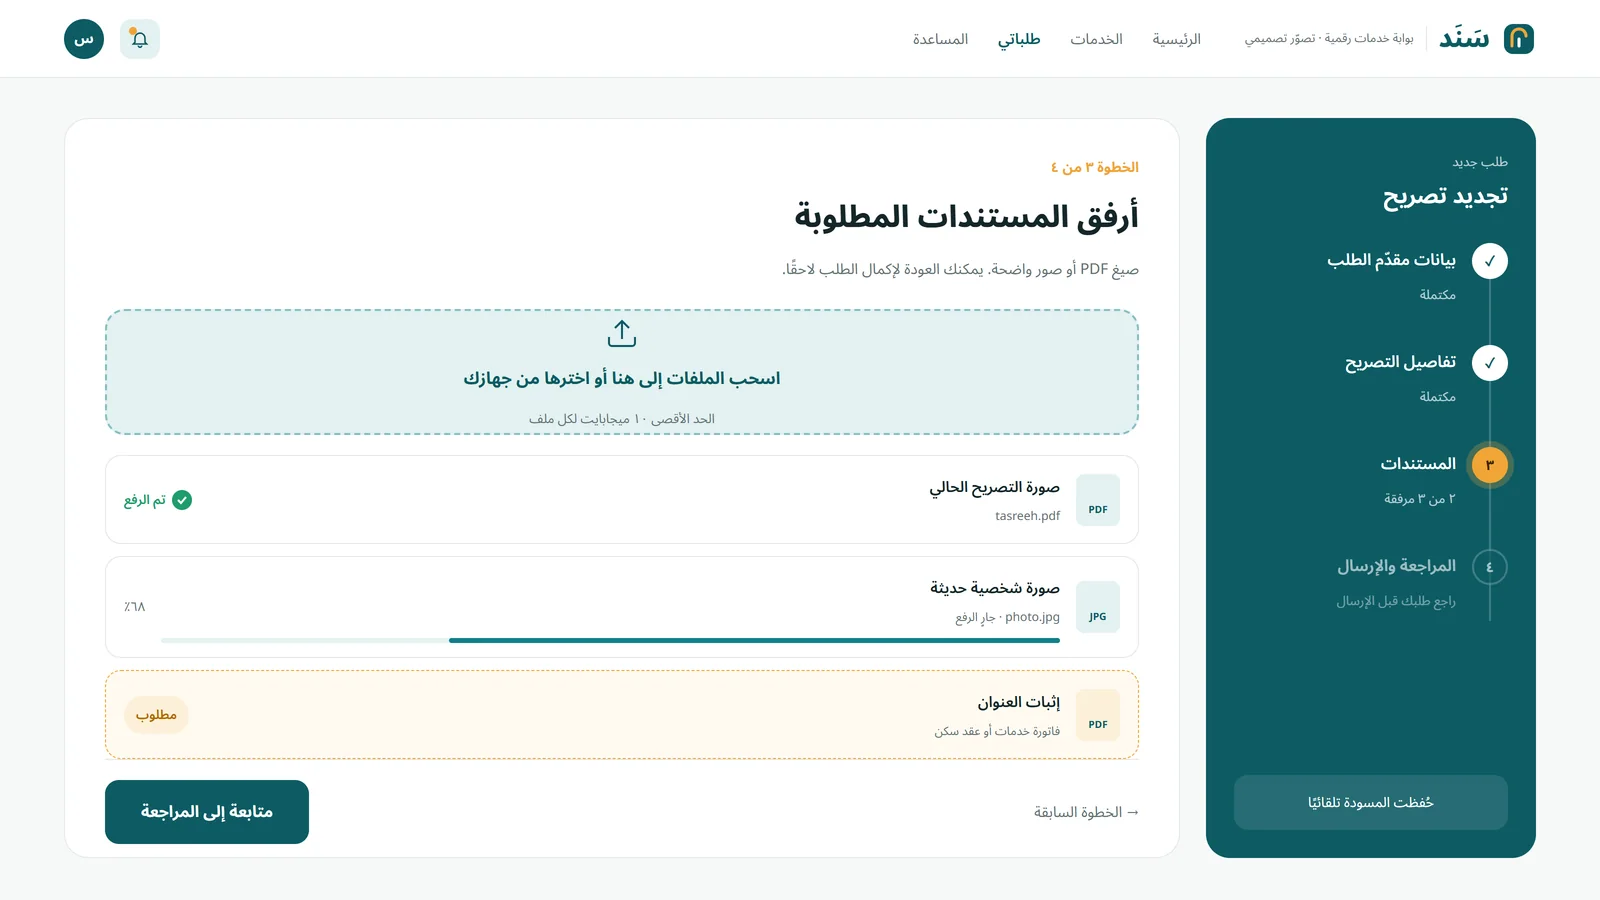 سَنَد
بوابة خدمات رقمية · تصوّر تصميمي
الرئيسية
الخدمات
طلباتي
المساعدة
س
طلب جديد
تجديد تصريح
✓
بيانات مقدّم الطلب
مكتملة
✓
تفاصيل التصريح
مكتملة
٣
المستندات
٢ من ٣ مرفقة
٤
المراجعة والإرسال
راجع طلبك قبل الإرسال
حُفظت المسودة تلقائيًا
الخطوة ٣ من ٤
أرفق المستندات المطلوبة
صيغ PDF أو صور واضحة. يمكنك العودة لإكمال الطلب لاحقًا.
اسحب الملفات إلى هنا أو اخترها من جهازك
الحد الأقصى ١٠ ميجابايت لكل ملف
PDF
صورة التصريح الحالي
tasreeh.pdf
تم الرفع
JPG
صورة شخصية حديثة
photo.jpg · جارٍ الرفع
٦٨٪
PDF
إثبات العنوان
فاتورة خدمات أو عقد سكن
مطلوب
→ الخطوة السابقة
متابعة إلى المراجعة